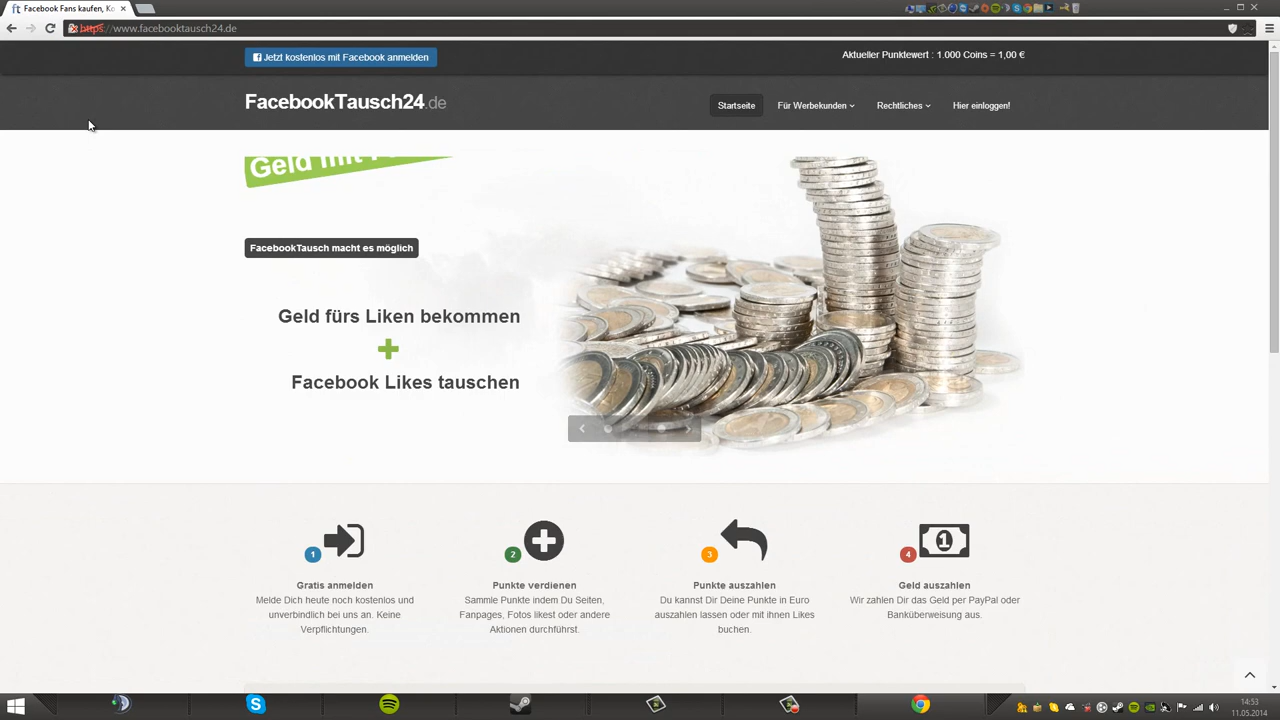 Facebook Fans kaufen, Ko
https://www.facebooktausch24.de
Jetzt kostenlos mit Facebook anmelden
Aktueller Punktewert : 1.000 Coins = 1,00 €
FacebookTausch24.de
Startseite
Für Werbekunden
Rechtliches
Hier einloggen!
Geld mit
FacebookTausch macht es möglich
Geld fürs Liken bekommen
Facebook Likes tauschen
1
2
3
4
Gratis anmelden
Melde Dich heute noch kostenlos und
unverbindlich bei uns an. Keine
Verpflichtungen.
Punkte verdienen
Sammle Punkte indem Du Seiten,
Fanpages, Fotos likest oder andere
Aktionen durchführst.
Punkte auszahlen
Du kannst Dir Deine Punkte in Euro
auszahlen lassen oder mit ihnen Likes
buchen.
Geld auszahlen
Wir zahlen Dir das Geld per PayPal oder
Banküberweisung aus.
14:53
11.05.2014